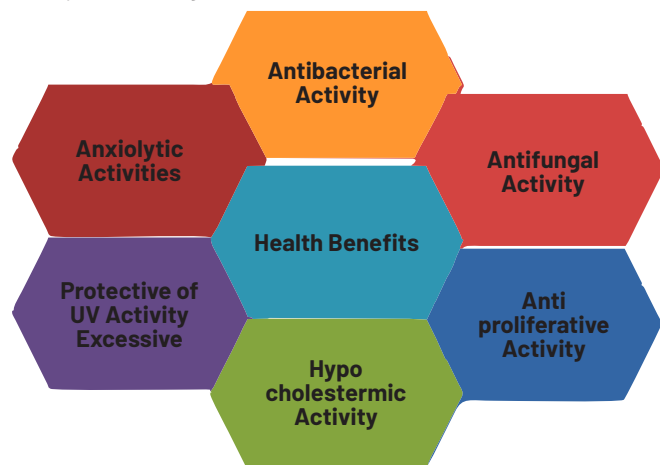 Antibacterial
Activity
Anxiolytic
Activities
Antifungal
Activity
Health Benefits
Protective of
UV Activity
Excessive
Anti
proliferative
Activity
Hypo
cholestermic
Activity